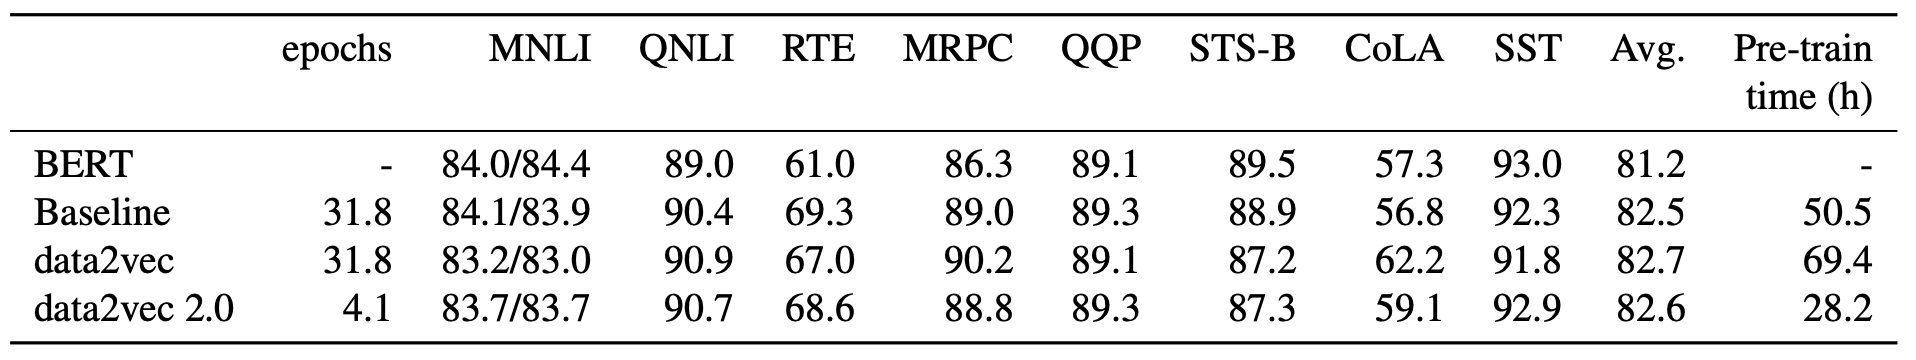 epochs MNLI QNLI RTE MRPC QQP STS-B CoLA SST Avg. Pre-train
time (h)
BERT - 84.0/84.4 89.0 61.0 86.3 89.1 89.5 57.3 93.0 81.2 -
Baseline 31.8 84.1/83.9 90.4 69.3 89.0 89.3 88.9 56.8 92.3 82.5 50.5
data2vec 31.8 83.2/83.0 90.9 67.0 90.2 89.1 87.2 62.2 91.8 82.7 69.4
data2vec 2.0 4.1 83.7/83.7 90.7 68.6 88.8 89.3 87.3 59.1 92.9 82.6 28.2